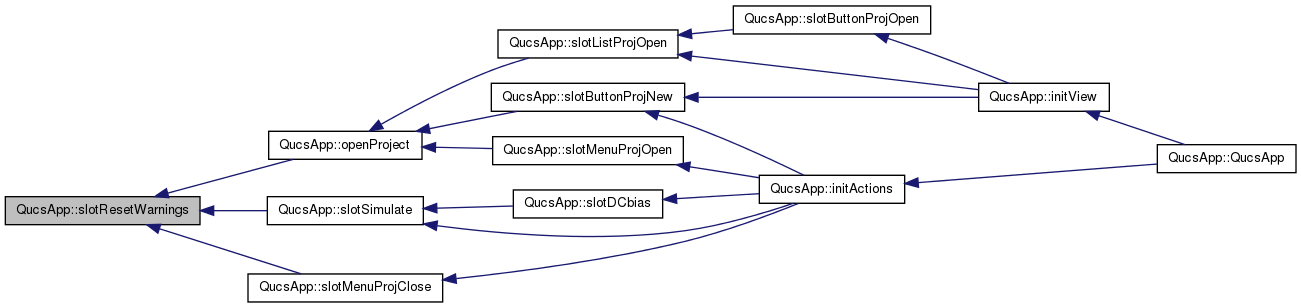 QucsApp::slotButtonProjOpen
QucsApp::slotListProjOpen
QucsApp::slotButtonProjNew
QucsApp::initView
QucsApp::openProject
QucsApp::slotMenuProjOpen
QucsApp::QucsApp
QucsApp::initActions
QucsApp::slotResetWarnings
QucsApp::slotSimulate
QucsApp::slotDCbias
QucsApp::slotMenuProjClose